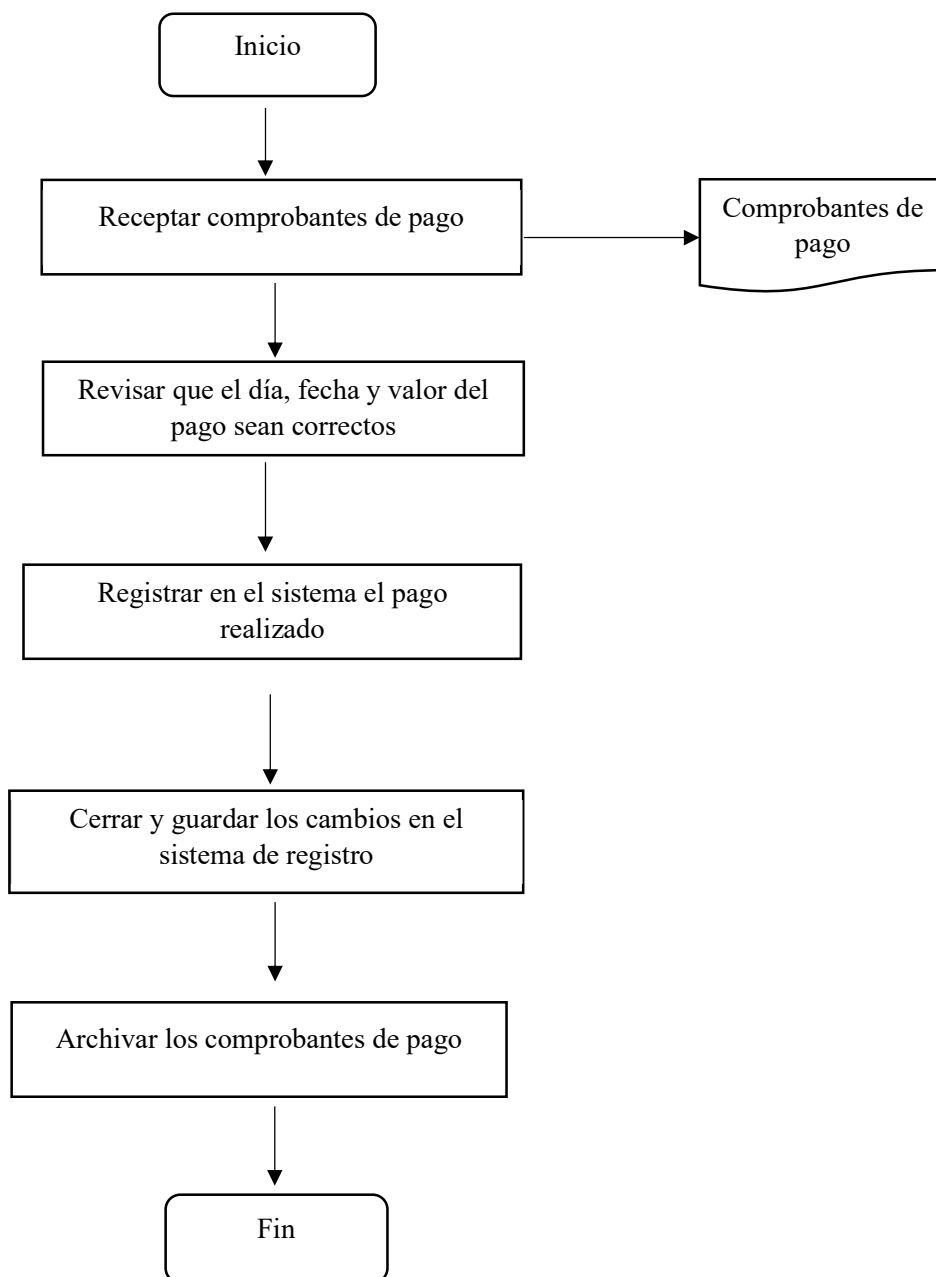 Inicio
Receptar comprobantes de pago
Comprobantes de
pago
Revisar que el día, fecha y valor del
pago sean correctos
Registrar en el sistema el pago
realizado
Cerrar y guardar los cambios en el
sistema de registro
Archivar los comprobantes de pago
Fin